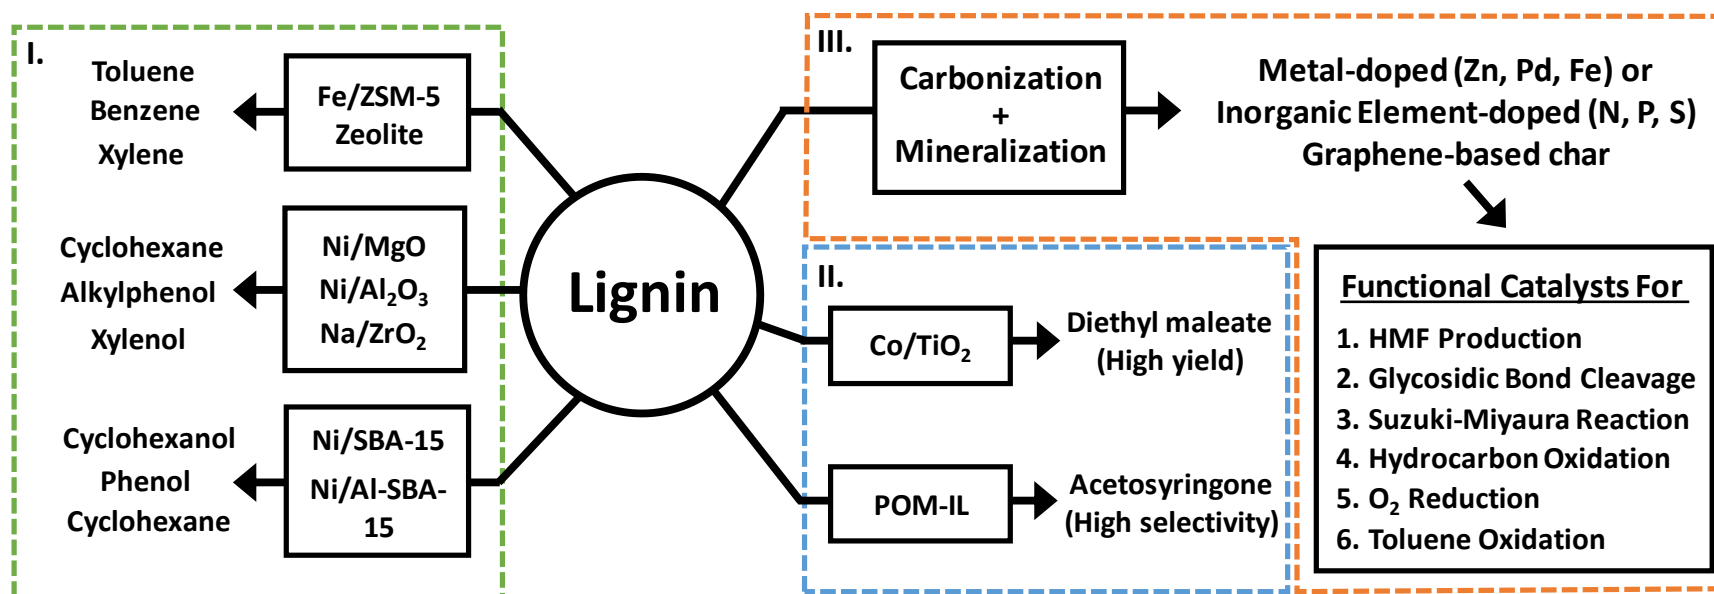 I.
Toluene
Benzene
Xylene
Fe/ZSM-5
Zeolite
Cyclohexane
Alkylphenol
Xylenol
Ni/MgO
Ni/Al₂O₃
Na/ZrO₂
Cyclohexanol
Phenol
Cyclohexane
Ni/SBA-15
Ni/Al-SBA-
15
Lignin
III.
Carbonization
+
Mineralization
Metal-doped (Zn, Pd, Fe) or
Inorganic Element-doped (N, P, S)
Graphene-based char
II.
Co/TiO₂
Diethyl maleate
(High yield)
POM-IL
Acetosyringone
(High selectivity)
Functional Catalysts For
1. HMF Production
2. Glycosidic Bond Cleavage
3. Suzuki-Miyaura Reaction
4. Hydrocarbon Oxidation
5. O₂ Reduction
6. Toluene Oxidation